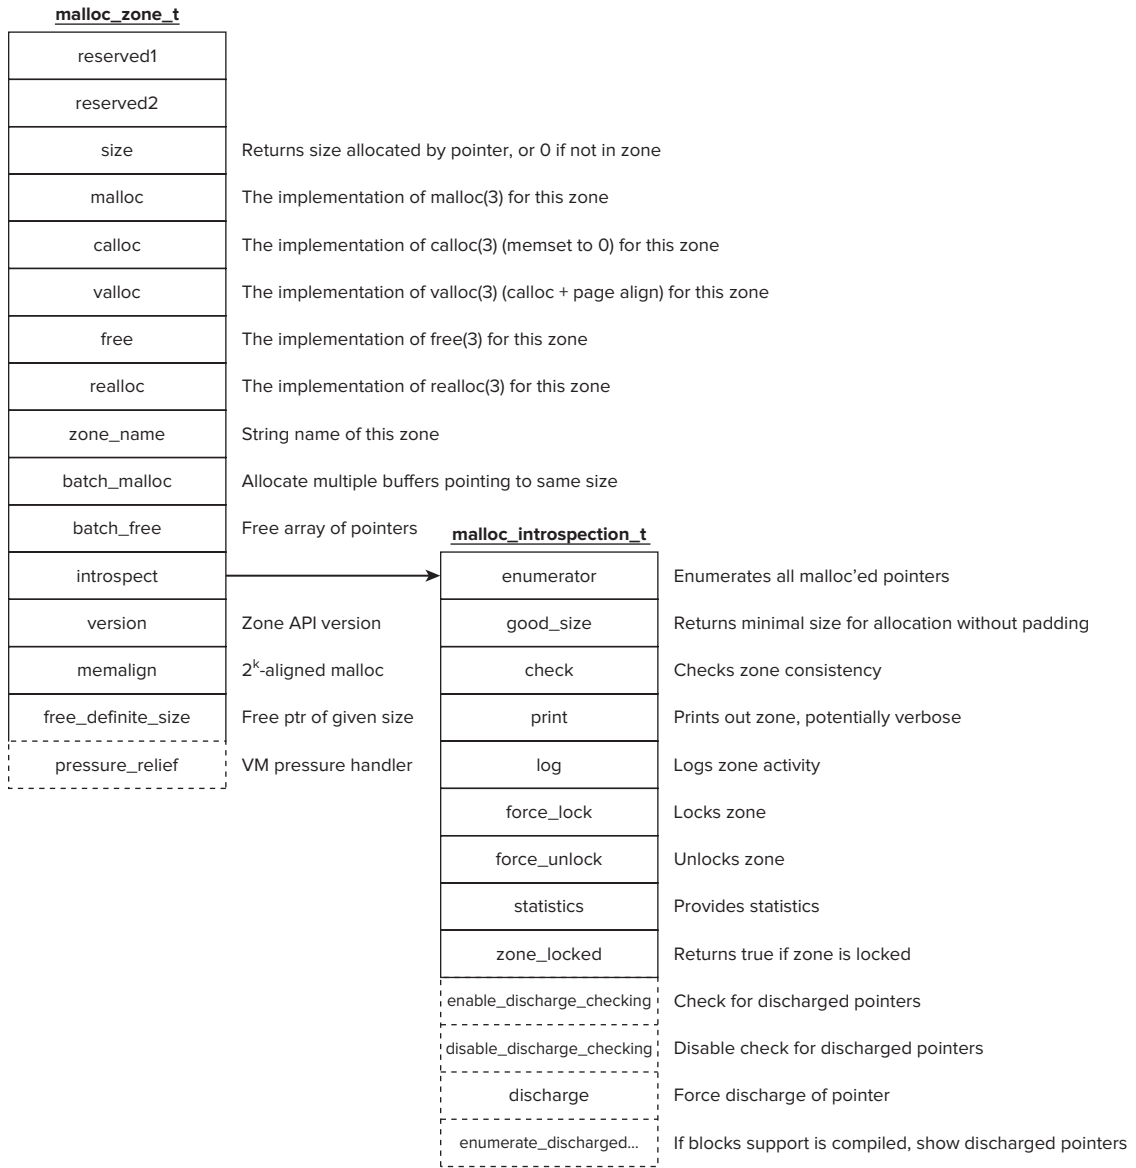 malloc_zone_t
reserved1
reserved2
size Returns size allocated by pointer, or 0 if not in zone
malloc The implementation of malloc(3) for this zone
calloc The implementation of calloc(3) (memset to 0) for this zone
valloc The implementation of valloc(3) (calloc + page align) for this zone
free The implementation of free(3) for this zone
realloc The implementation of realloc(3) for this zone
zone_name String name of this zone
batch_malloc Allocate multiple buffers pointing to same size
batch_free Free array of pointers
malloc_introspection_t
introspect enumerator Enumerates all malloc’ed pointers
version Zone API version good_size Returns minimal size for allocation without padding
memalign 2^k-aligned malloc check Checks zone consistency
free_definite_size Free ptr of given size print Prints out zone, potentially verbose
pressure_relief VM pressure handler log Logs zone activity
force_lock Locks zone
force_unlock Unlocks zone
statistics Provides statistics
zone_locked Returns true if zone is locked
enable_discharge_checking Check for discharged pointers
disable_discharge_checking Disable check for discharged pointers
discharge Force discharge of pointer
enumerate_discharged... If blocks support is compiled, show discharged pointers